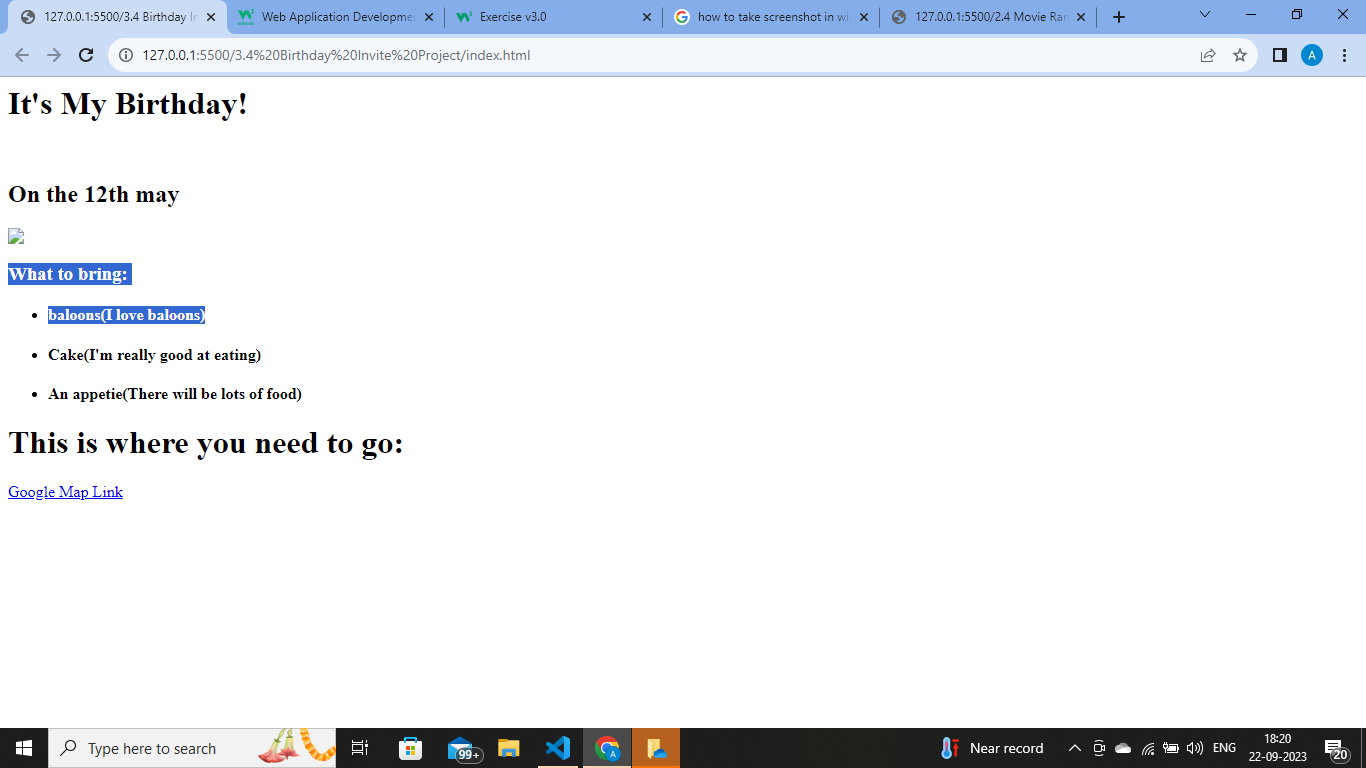 127.0.0.1:5500/3.4 Birthday In
Web Application Developmen
Exercise v3.0
how to take screenshot in wi
127.0.0.1:5500/2.4 Movie Ran
127.0.0.1:5500/3.4%20Birthday%20Invite%20Project/index.html
A
It's My Birthday!
On the 12th may
What to bring:
baloons(I love baloons)
Cake(I'm really good at eating)
An appetie(There will be lots of food)
This is where you need to go:
Google Map Link
Type here to search
99+
A
Near record
ENG
18:20
22-09-2023
20